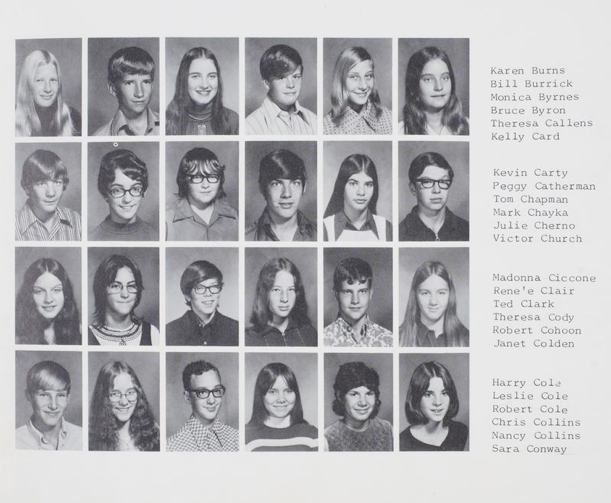 Karen Burns
Bill Burrick
Monica Byrnes
Bruce Byron
Theresa Callens
Kelly Card
Kevin Carty
Peggy Catherman
Tom Chapman
Mark Chayka
Julie Cherno
Victor Church
Madonna Ciccone
Rene'e Clair
Ted Clark
Theresa Cody
Robert Cohoon
Janet Colden
Harry Cole
Leslie Cole
Robert Cole
Chris Collins
Nancy Collins
Sara Conway